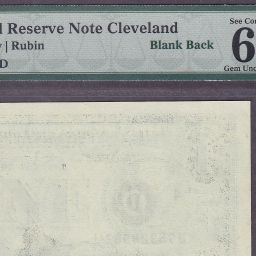 l Reserve Note Cleveland
See Co
| Rubin
Blank Back
6
D
Gem Unc